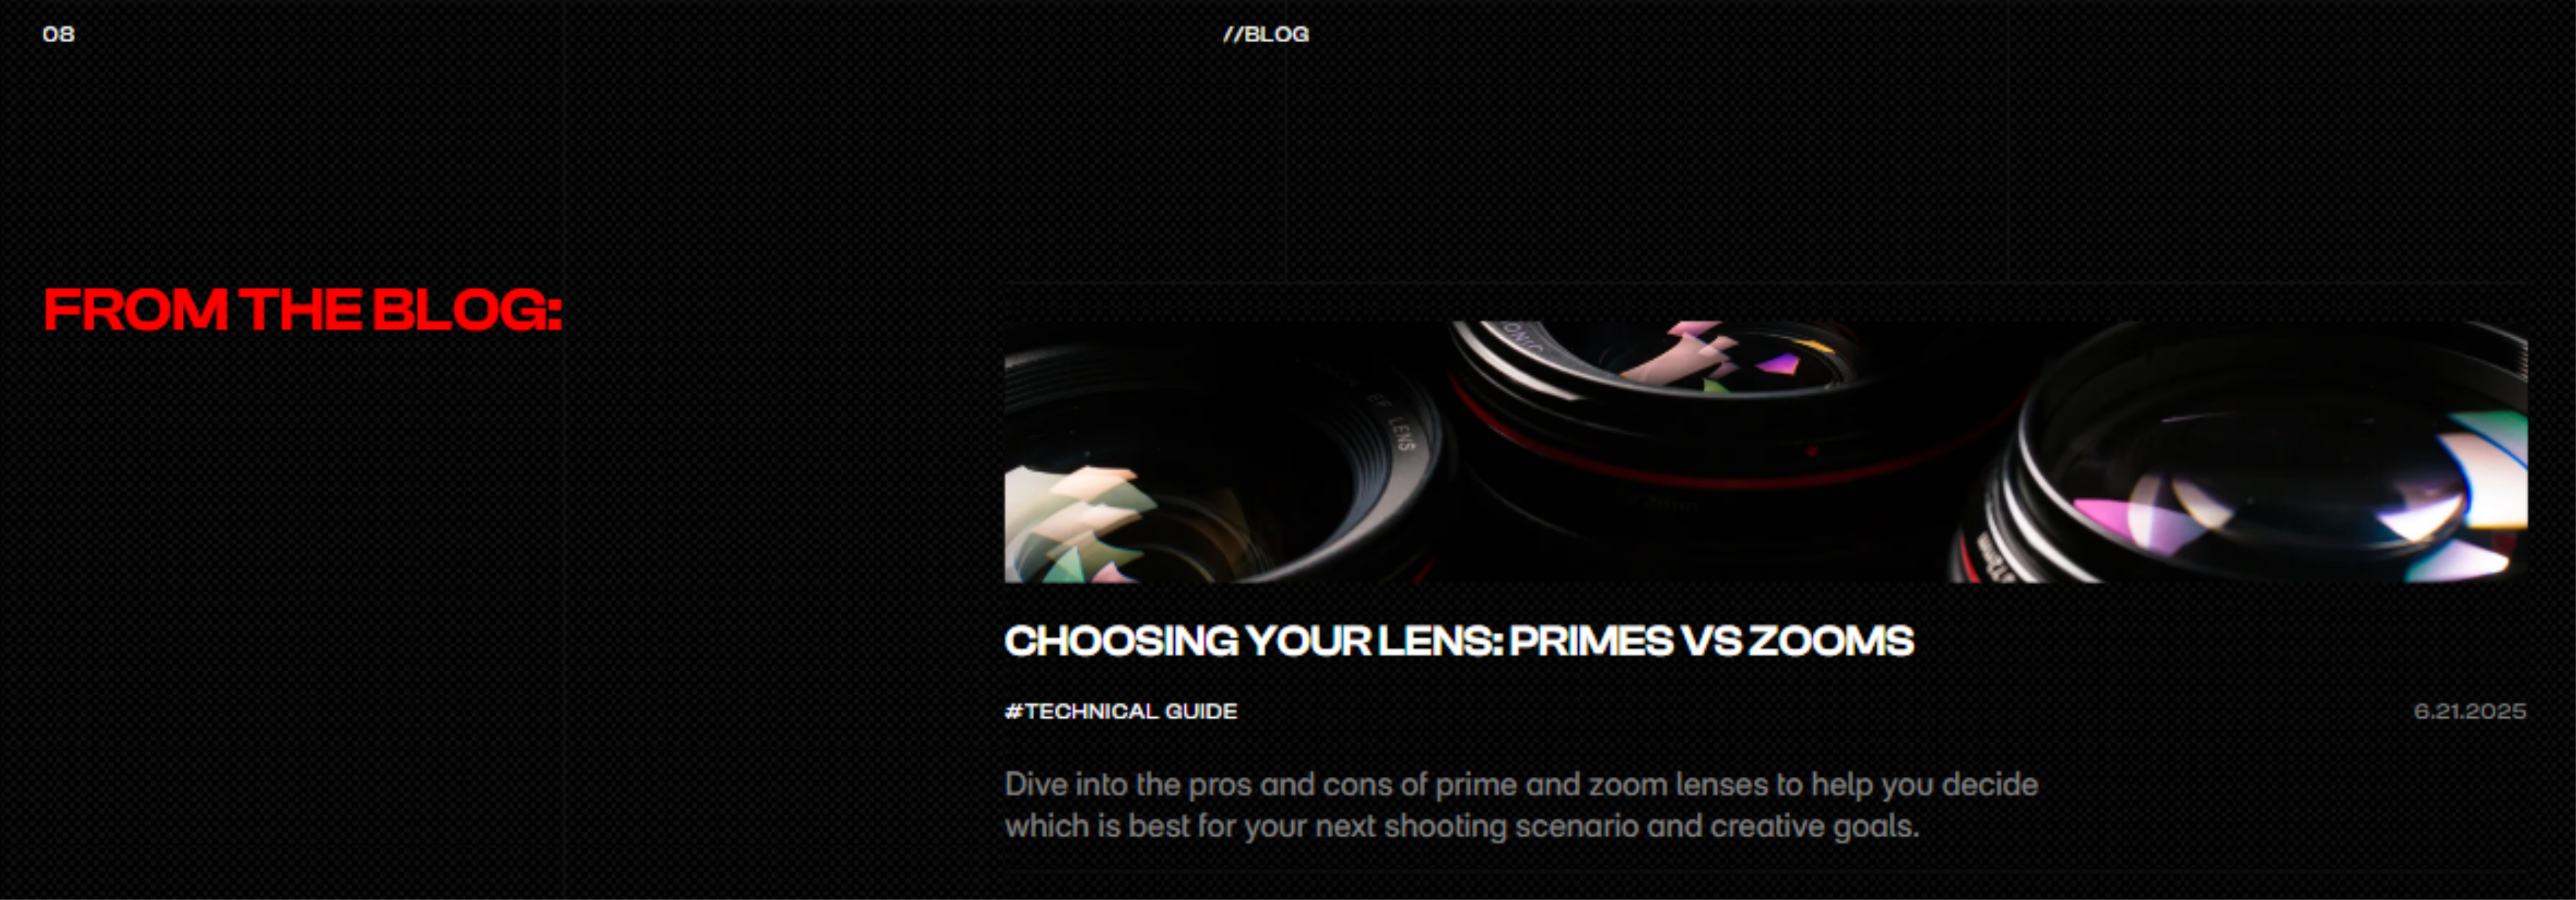 08
//BLOG
FROM THE BLOG:
EF LENS
CHOOSING YOUR LENS: PRIMES VS ZOOMS
#TECHNICAL GUIDE
6.21.2025
Dive into the pros and cons of prime and zoom lenses to help you decide
which is best for your next shooting scenario and creative goals.